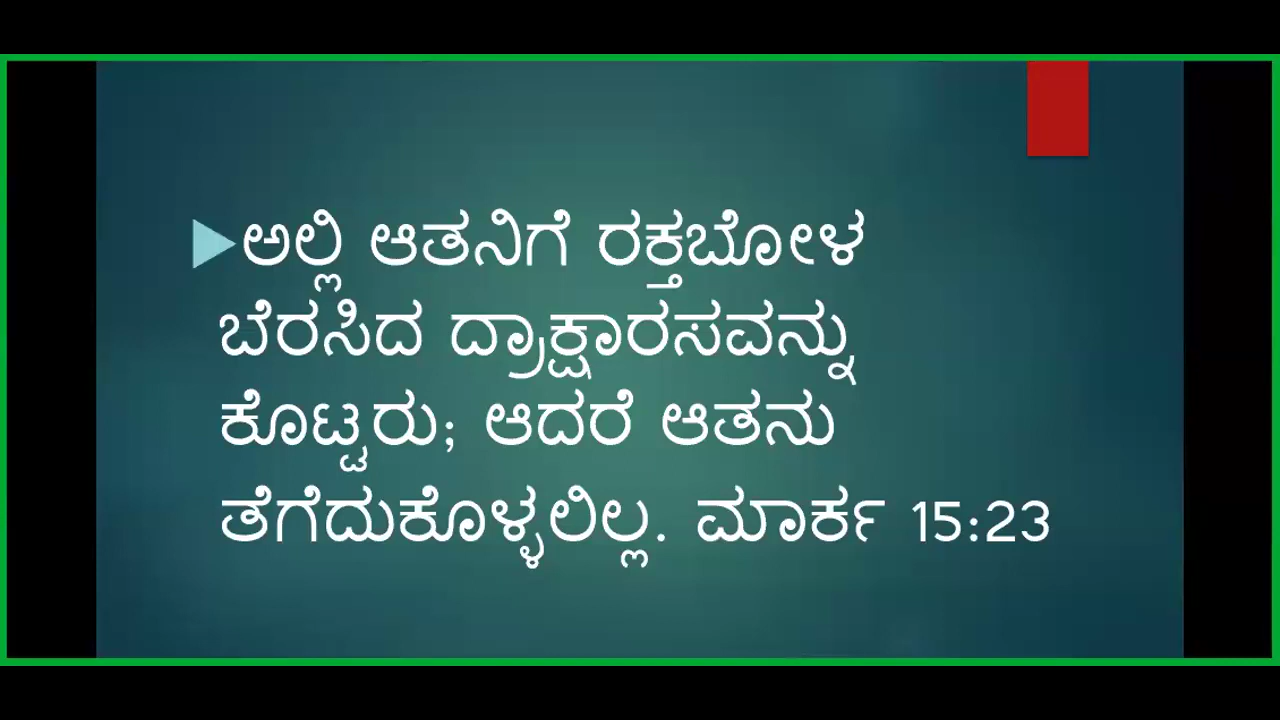 ಅಲ್ಲಿ ಆತನಿಗೆ ರಕ್ತಬೋಳ
ಬೆರಸಿದ ದ್ರಾಕ್ಷಾರಸವನ್ನು
ಕೊಟ್ಟರು; ಆದರೆ ಆತನು
ತೆಗೆದುಕೊಳ್ಳಲಿಲ್ಲ. ಮಾರ್ಕ 15:23